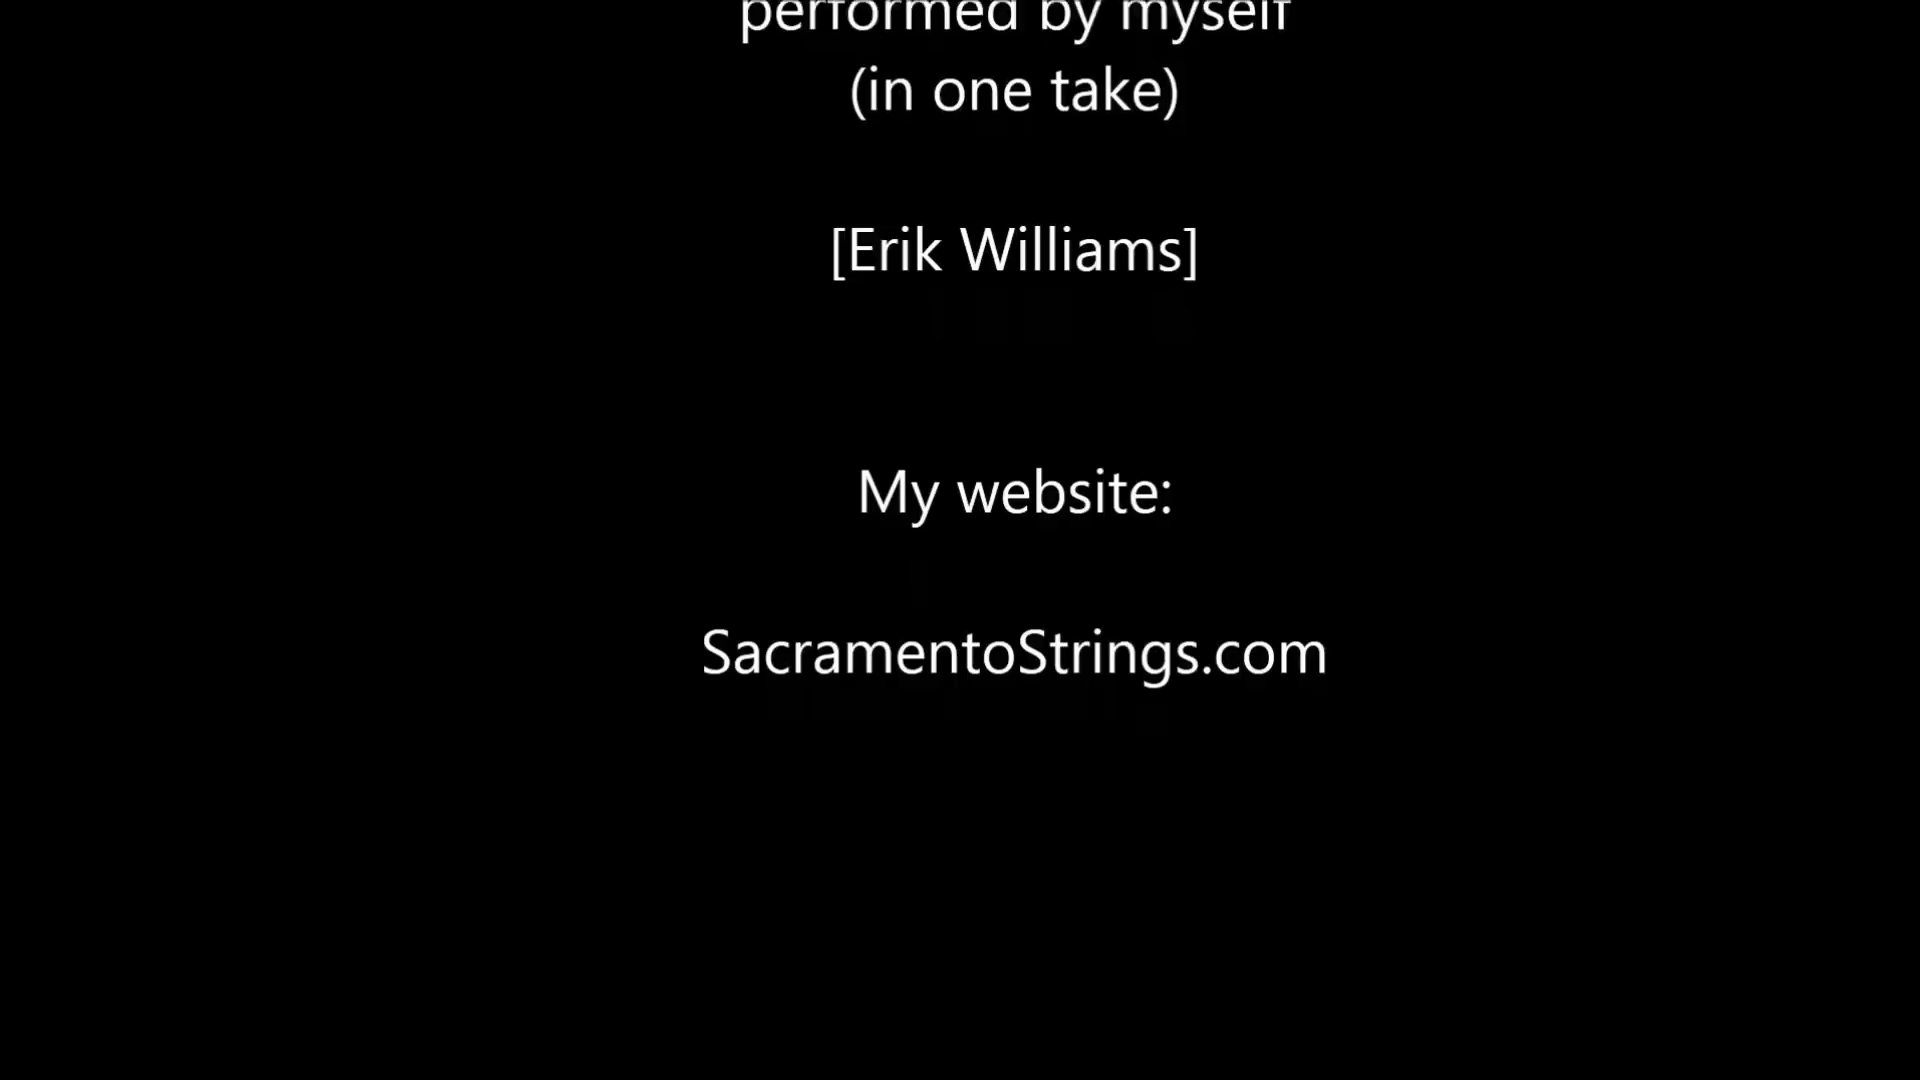 performed by myself
(in one take)
[Erik Williams]
My website:
SacramentoStrings.com